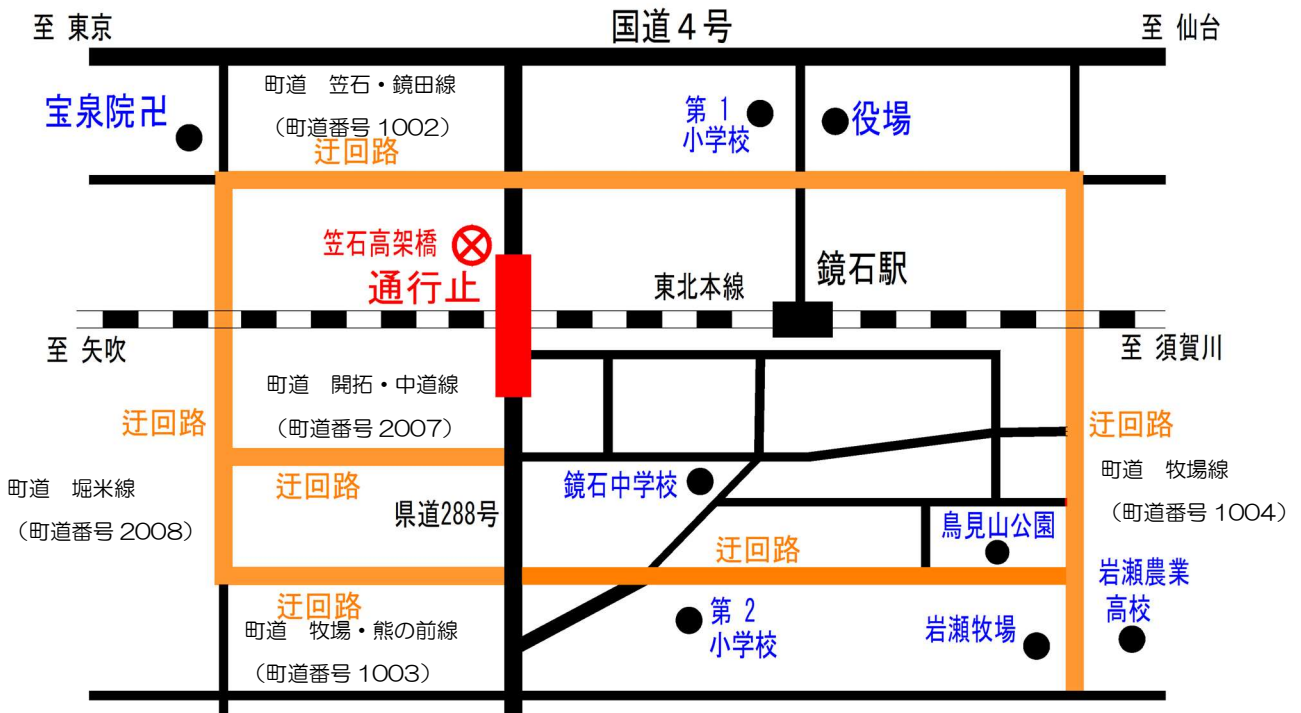 至 東京
国道４号
至 仙台
町道　笠石・鏡田線
（町道番号 1002）
迂回路
宝泉院卍
第 1
小学校
役場
笠石高架橋
通行止
東北本線
鏡石駅
至 矢吹
至 須賀川
町道　開拓・中道線
（町道番号 2007）
迂回路
迂回路
迂回路
町道　堀米線
（町道番号 2008）
県道288号
鏡石中学校
町道　牧場線
（町道番号 1004）
鳥見山公園
迂回路
迂回路
町道　牧場・熊の前線
（町道番号 1003）
第 2
小学校
岩瀬牧場
岩瀬農業
高校